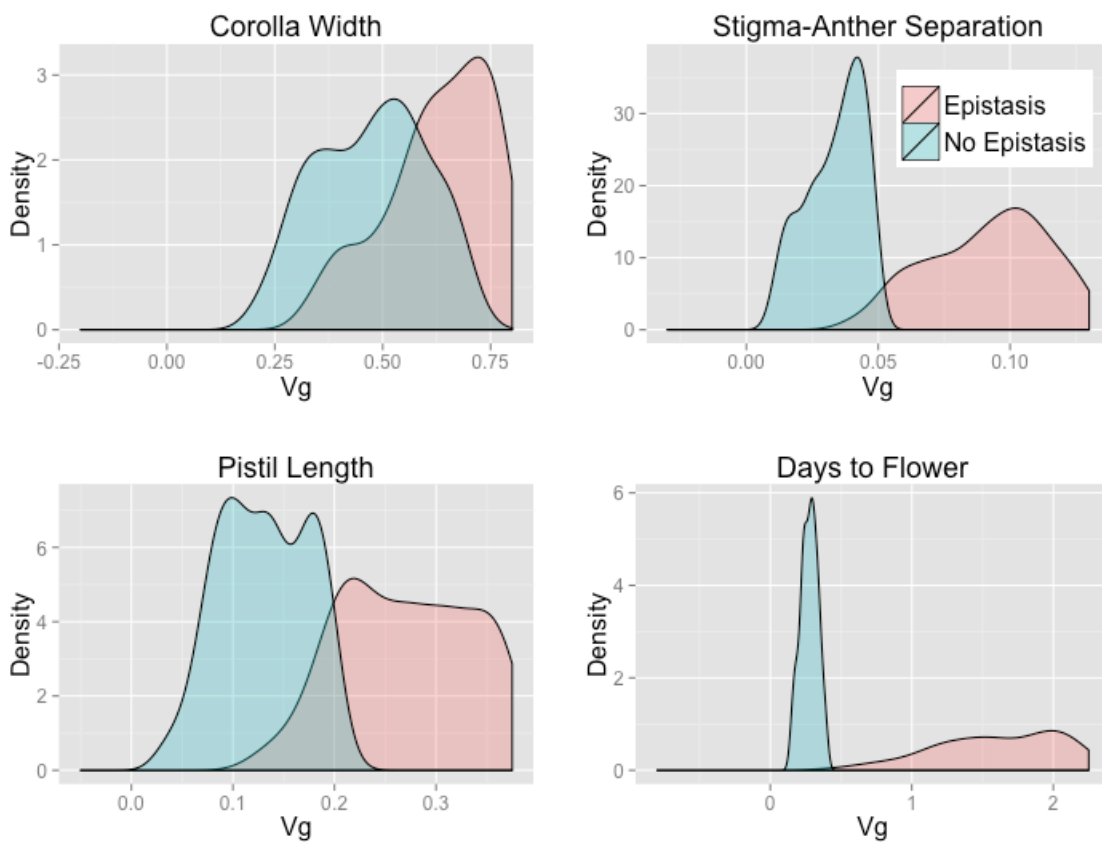 Corolla Width
3
2
1
0
Density
-0.25 0.00 0.25 0.50 0.75
Vg
Stigma-Anther Separation
30
20
10
0
Density
Epistasis
No Epistasis
0.00 0.05 0.10
Vg
Pistil Length
6
4
2
0
Density
0.0 0.1 0.2 0.3
Vg
Days to Flower
6
4
2
0
Density
0 1 2
Vg